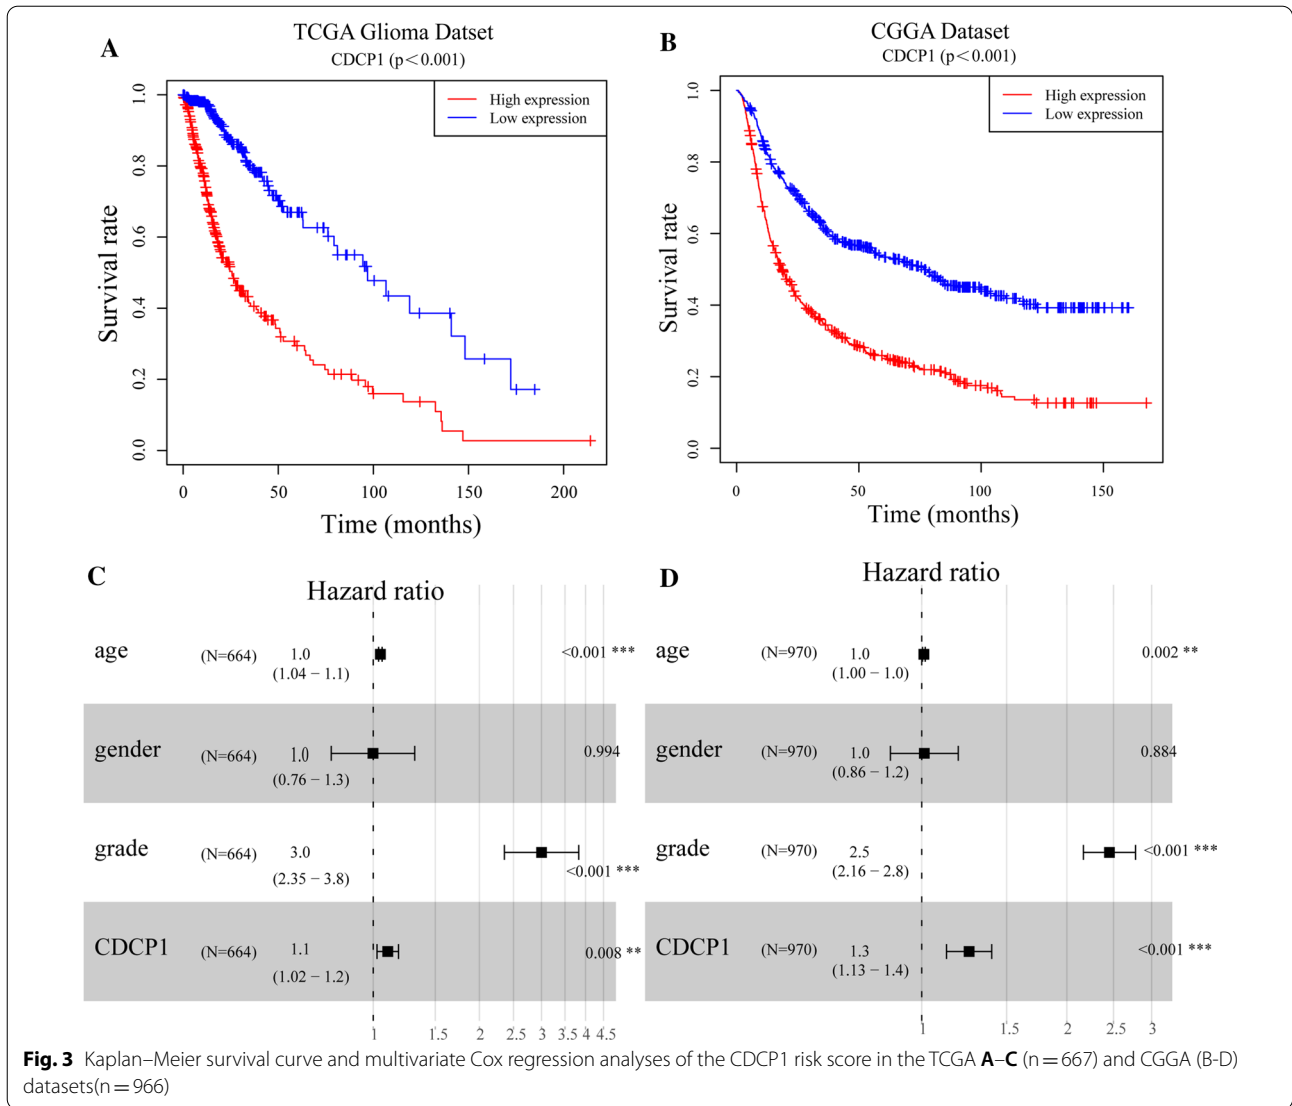 A
TCGA Glioma Datset
CDCP1 (p<0.001)
High expression
Low expression
Survival rate
1.0
0.8
0.6
0.4
0.2
0.0
0 50 100 150 200
Time (months)
B
CGGA Dataset
CDCP1 (p<0.001)
High expression
Low expression
Survival rate
1.0
0.8
0.6
0.4
0.2
0.0
0 50 100 150
Time (months)
C
Hazard ratio
age (N=664) 1.0 <0.001 ***
(1.04 − 1.1)
gender (N=664) 1.0 0.994
(0.76 − 1.3)
grade (N=664) 3.0
(2.35 − 3.8) <0.001 ***
CDCP1 (N=664) 1.1 0.008 **
(1.02 − 1.2)
1 1.5 2 2.5 3 3.5 4 4.5
D
Hazard ratio
age (N=970) 1.0 0.002 **
(1.00 − 1.0)
gender (N=970) 1.0 0.884
(0.86 − 1.2)
grade (N=970) 2.5 <0.001 ***
(2.16 − 2.8)
CDCP1 (N=970) 1.3 <0.001 ***
(1.13 − 1.4)
1 1.5 2 2.5 3
Fig. 3 Kaplan–Meier survival curve and multivariate Cox regression analyses of the CDCP1 risk score in the TCGA A–C (n=667) and CGGA (B-D)
datasets(n=966)